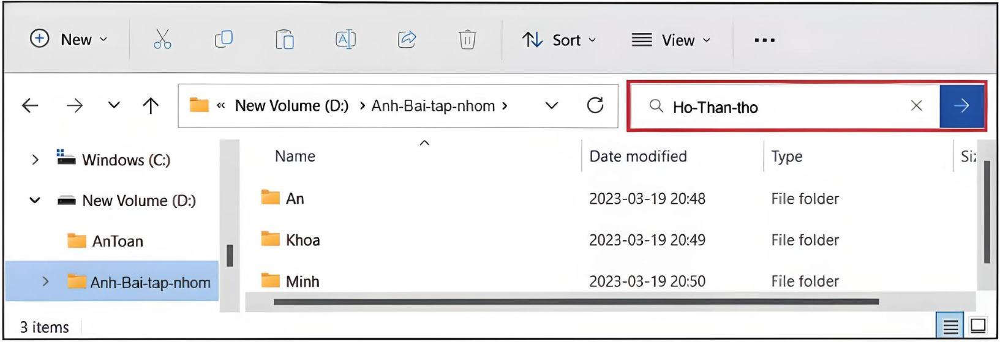 New Sort View
« New Volume (D:) > Anh-Bai-tap-nhom > Ho-Than-tho
Name Date modified Type Siz
Windows (C:)
An 2023-03-19 20:48 File folder
New Volume (D:)
Khoa 2023-03-19 20:49 File folder
AnToan
Minh 2023-03-19 20:50 File folder
Anh-Bai-tap-nhom
3 items